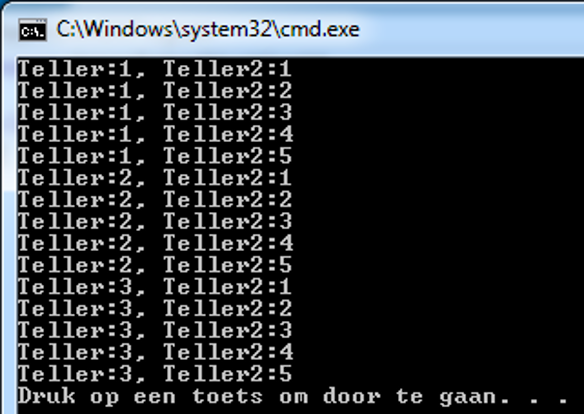 C:\Windows\system32\cmd.exe
Teller:1, Teller2:1
Teller:1, Teller2:2
Teller:1, Teller2:3
Teller:1, Teller2:4
Teller:1, Teller2:5
Teller:2, Teller2:1
Teller:2, Teller2:2
Teller:2, Teller2:3
Teller:2, Teller2:4
Teller:2, Teller2:5
Teller:3, Teller2:1
Teller:3, Teller2:2
Teller:3, Teller2:3
Teller:3, Teller2:4
Teller:3, Teller2:5
Druk op een toets om door te gaan. . .